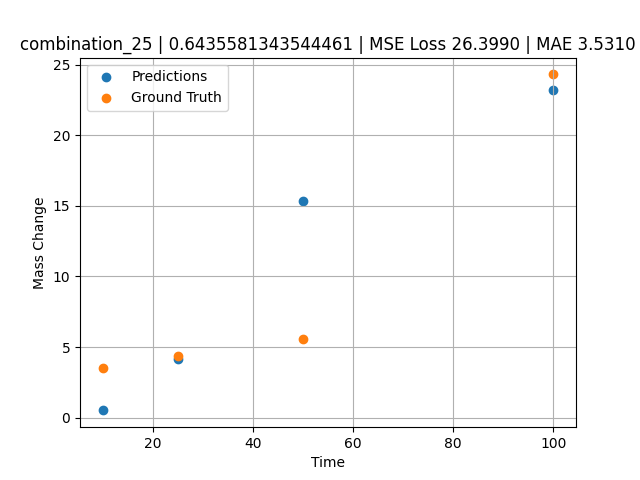 combination_25 | 0.6435581343544461 | MSE Loss 26.3990 | MAE 3.5310
Predictions
Ground Truth
25
20
15
10
5
0
Mass Change
20
40
60
80
100
Time